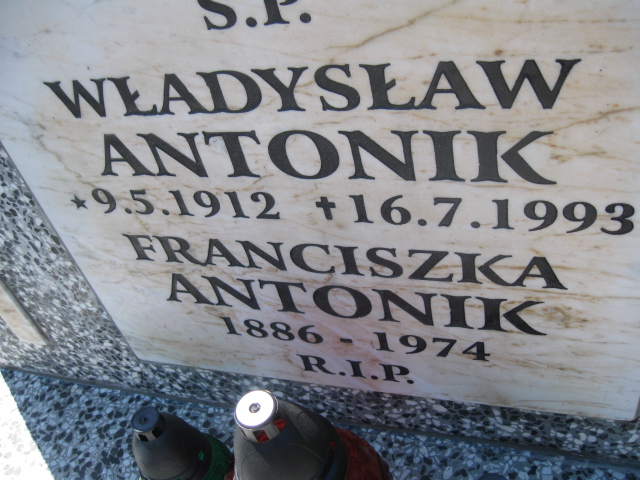 Ś.P.
WŁADYSŁAW
ANTONIK
*9.5.1912 †16.7.1993
FRANCISZKA
ANTONIK
1886 - 1974
R.I.P.